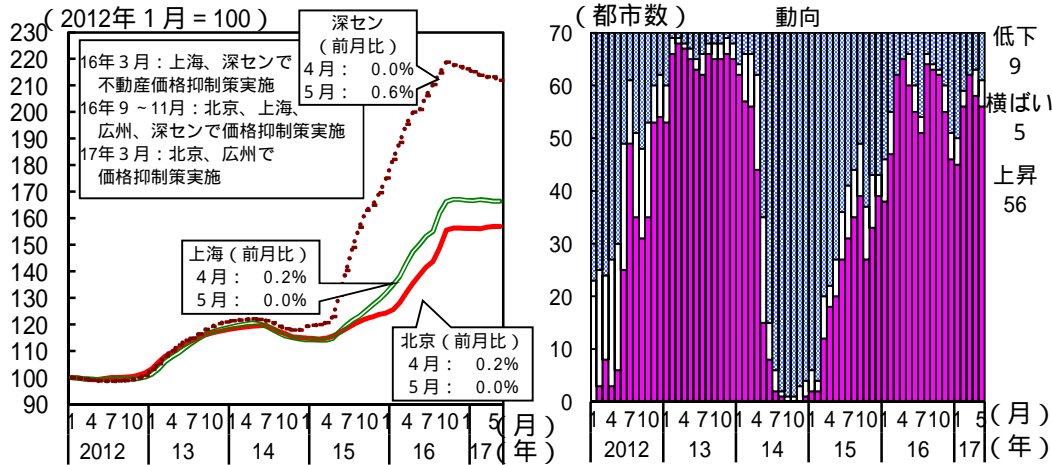 (2012年1月=100)
230
220
210
200
190
180
170
160
150
140
130
120
110
100
90
16年3月:上海、深センで
不動産価格抑制策実施
16年9~11月:北京、上海、
広州、深センで価格抑制策実施
17年3月:北京、広州で
価格抑制策実施
深セン
(前月比)
4月: 0.0%
5月: 0.6%
上海(前月比)
4月: 0.2%
5月: 0.0%
北京(前月比)
4月: 0.2%
5月: 0.0%
1 4 7 10 1 4 7 10 1 4 7 10 1 4 7 10 1 4 7 10 1 5 (月)
2012 13 14 15 16 17 (年)
(都市数) 動向
70
60
50
40
30
20
10
0
低下
9
横ばい
5
上昇
56
1 4 7 10 1 4 7 10 1 4 7 10 1 4 7 10 1 4 7 10 1 5 (月)
2012 13 14 15 16 17 (年)